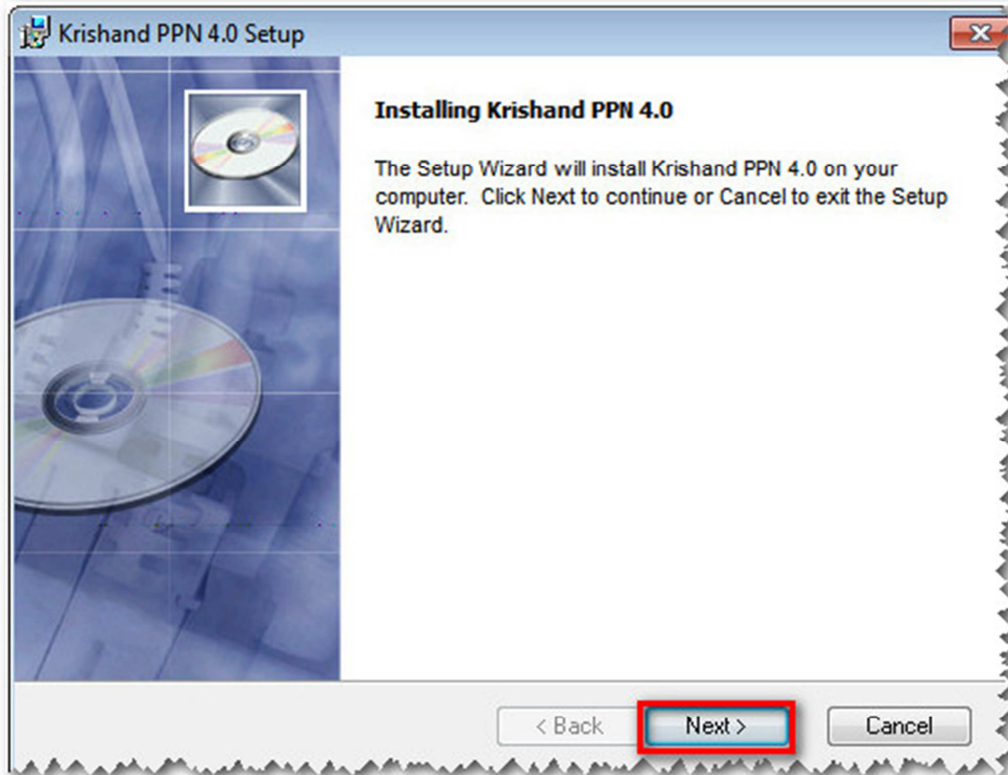 Krishand PPN 4.0 Setup
Installing Krishand PPN 4.0
The Setup Wizard will install Krishand PPN 4.0 on your
computer. Click Next to continue or Cancel to exit the Setup
Wizard.
< Back
Next >
Cancel